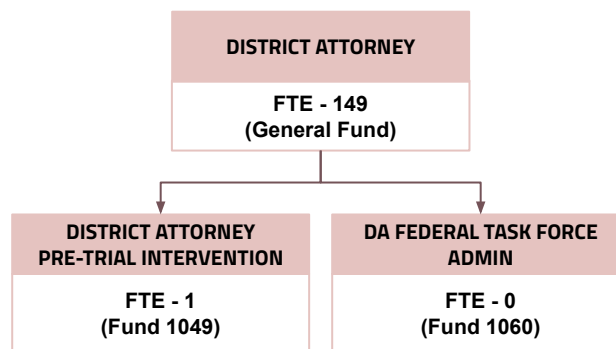 DISTRICT ATTORNEY
FTE - 149
(General Fund)
DISTRICT ATTORNEY
PRE-TRIAL INTERVENTION
FTE - 1
(Fund 1049)
DA FEDERAL TASK FORCE
ADMIN
FTE - 0
(Fund 1060)